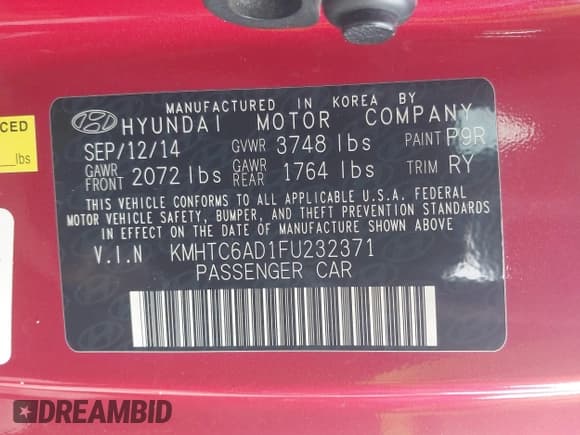 MANUFACTURED IN KOREA BY
HYUNDAI MOTOR COMPANY
SEP/12/14 GVWR 3748 lbs PAINT P9R
GAWR FRONT 2072 lbs GAWR REAR 1764 lbs TRIM RY
THIS VEHICLE CONFORMS TO ALL APPLICABLE U.S.A. FEDERAL
MOTOR VEHICLE SAFETY, BUMPER, AND THEFT PREVENTION STANDARDS
IN EFFECT ON THE DATE OF MANUFACTURE SHOWN ABOVE
V.I.N KMHTC6AD1FU232371
PASSENGER CAR
CED
lbs
DREAMBID